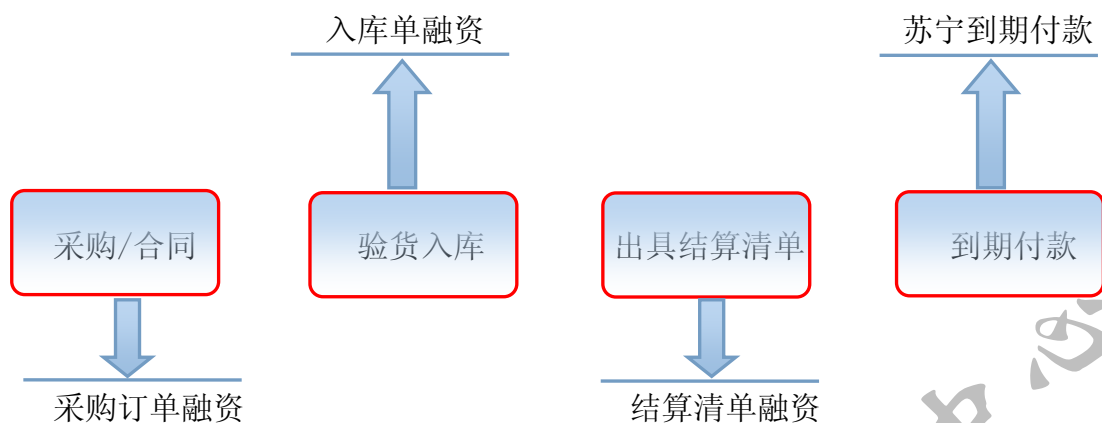 入库单融资
苏宁到期付款
采购/合同
验货入库
出具结算清单
到期付款
采购订单融资
结算清单融资